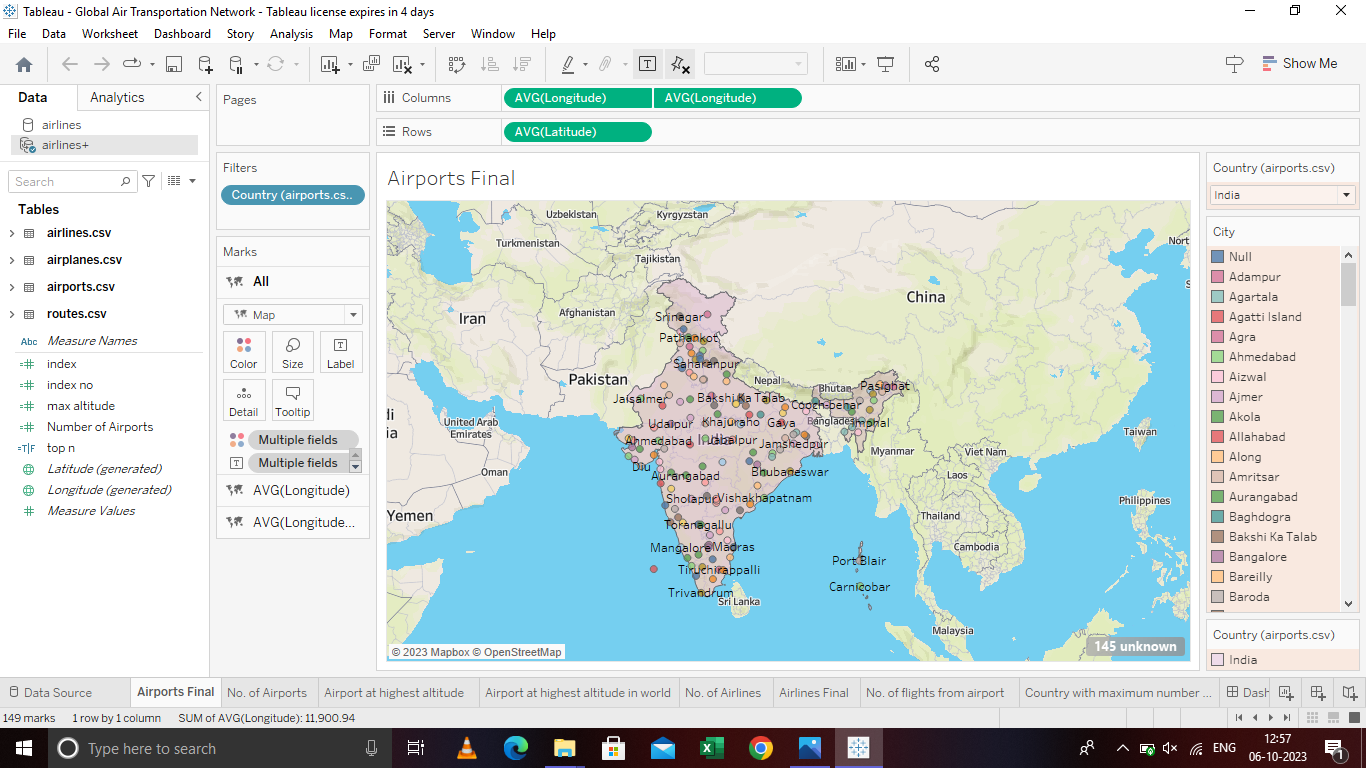 Tableau - Global Air Transportation Network - Tableau license expires in 4 days
File Data Worksheet Dashboard Story Analysis Map Format Server Window Help
Show Me
Data Analytics
airlines
airlines+
Search
Tables
airlines.csv
airplanes.csv
airports.csv
routes.csv
Abc Measure Names
index
index no
max altitude
Number of Airports
top n
Latitude (generated)
Longitude (generated)
Measure Values
Pages
Filters
Country (airports.cs..
Marks
All
Map
Color Size Label
Detail Tooltip
Multiple fields
Multiple fields
AVG(Longitude)
AVG(Longitude...
Columns AVG(Longitude) AVG(Longitude)
Rows AVG(Latitude)
Airports Final
Uzbekistan Kyrgyzstan
Turkmenistan
Tajikistan
Nort
China
Afghanistan
Iran
Srinagar
Pathankot
Saharanpur
Pakistan
Nepal
Bhutan Pasighat
Jaisalmer Bakshi Ka Talab Cooch-behar
United Arab Emirates
Udaipur Khajuraho Gaya Bangladesh Imphal
Taiwan
Ahmedabad India Jamshedpur
Myanmar Viet Nam
Diu Aurangabad Bhubaneswar
Oman
Laos
Sholapur Vishakhapatnam
Philippines
Yemen
Thailand
Toranagallu
Mangalore Madras
Cambodia
Port Blair
Tiruchirappalli
Carnicobar
Trivandrum
Sri Lanka
Malaysia
© 2023 Mapbox © OpenStreetMap
145 unknown
Country (airports.csv)
India
City
Null
Adampur
Agartala
Agatti Island
Agra
Ahmedabad
Aizwal
Ajmer
Akola
Allahabad
Along
Amritsar
Aurangabad
Baghdogra
Bakshi Ka Talab
Bangalore
Bareilly
Baroda
Country (airports.csv)
India
Data Source Airports Final No. of Airports Airport at highest altitude Airport at highest altitude in world No. of Airlines Airlines Final No. of flights from airport Country with maximum number ... Dash
149 marks 1 row by 1 column SUM of AVG(Longitude): 11,900.94
Type here to search
ENG
12:57
06-10-2023
1